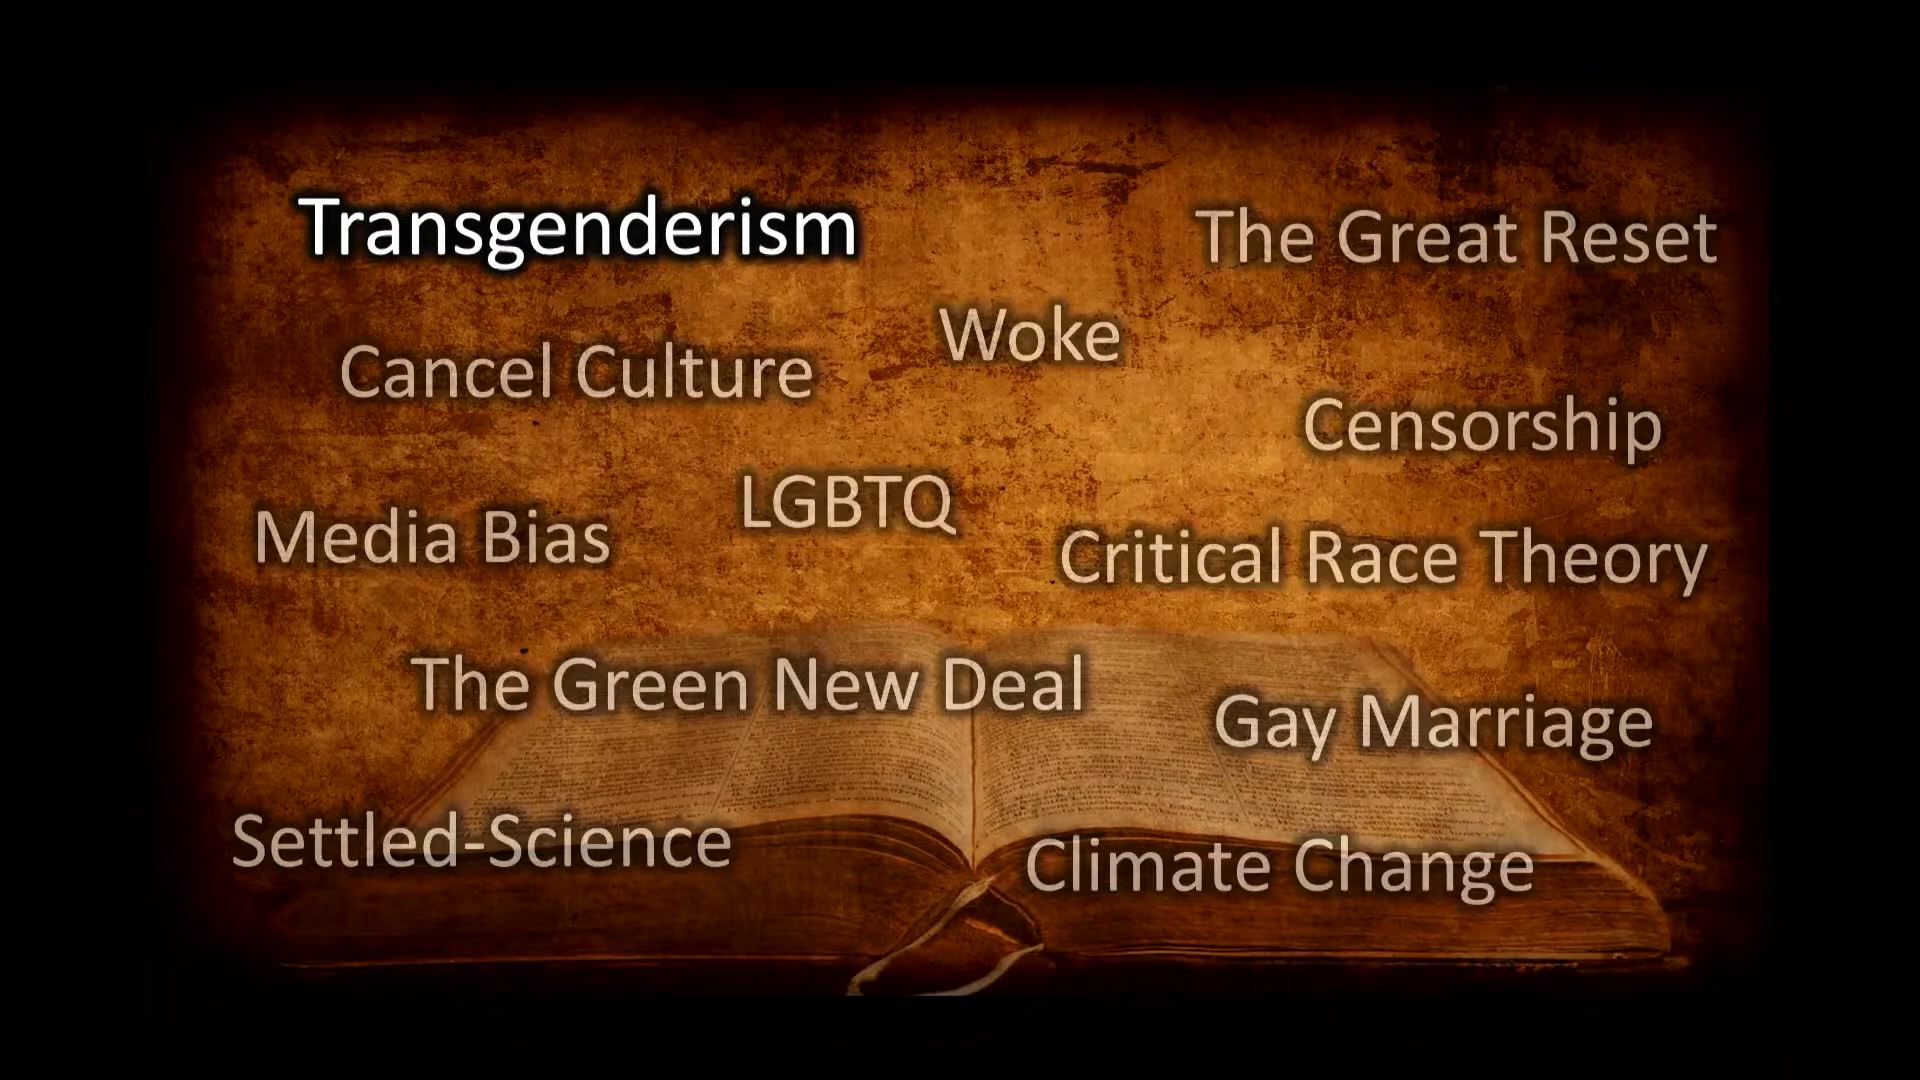 Transgenderism
The Great Reset
Woke
Cancel Culture
Censorship
LGBTQ
Media Bias
Critical Race Theory
The Green New Deal
Gay Marriage
Settled-Science
Climate Change